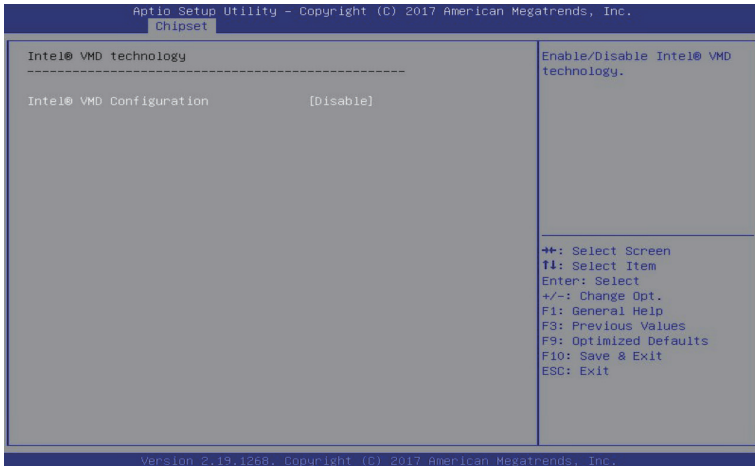 Aptio Setup Utility – Copyright (C) 2017 American Megatrends, Inc.
Chipset
Intel® VMD technology
------------------------------------------------
Intel® VMD Configuration [Disable]
Enable/Disable Intel® VMD
technology.
→←: Select Screen
↑↓: Select Item
Enter: Select
+/-: Change Opt.
F1: General Help
F3: Previous Values
F9: Optimized Defaults
F10: Save & Exit
ESC: Exit
Version 2.19.1268. Copyright (C) 2017 American Megatrends, Inc.